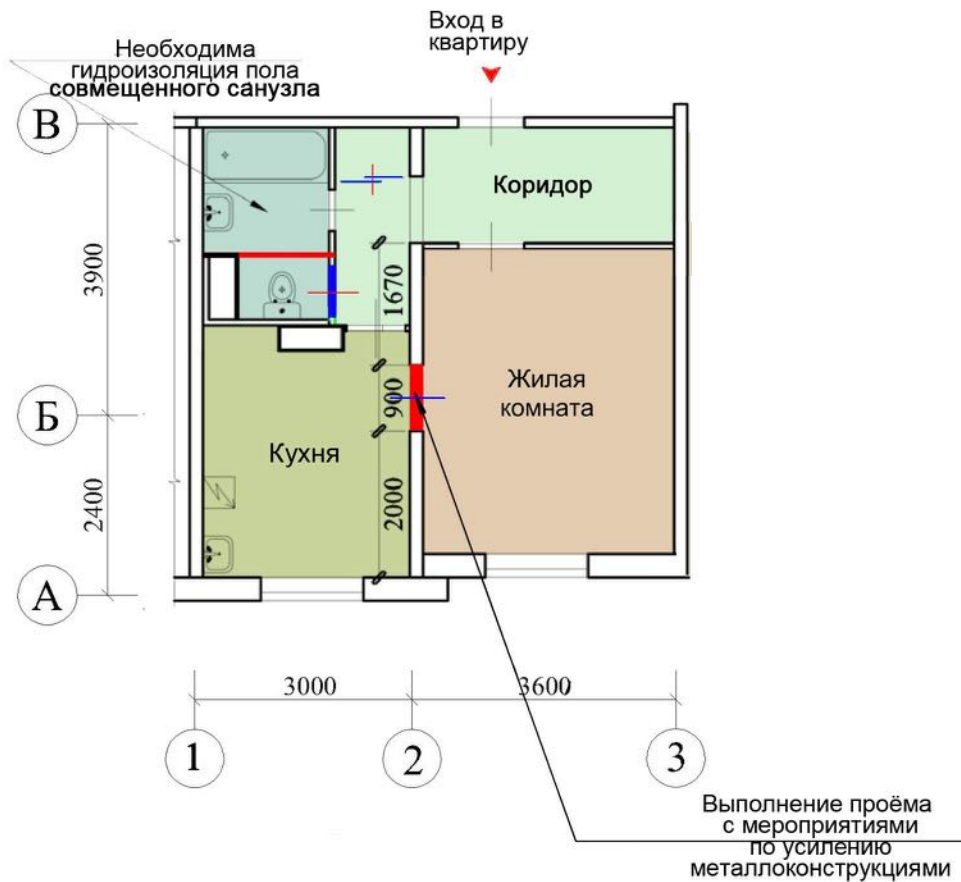 Вход в
квартиру
Необходима
гидроизоляция пола
совмещенного санузла
В
Коридор
3900
1670
Жилая
комната
900
Б
Кухня
2400
2000
А
3000
3600
1
2
3
Выполнение проёма
с мероприятиями
по усилению
металлоконструкциями